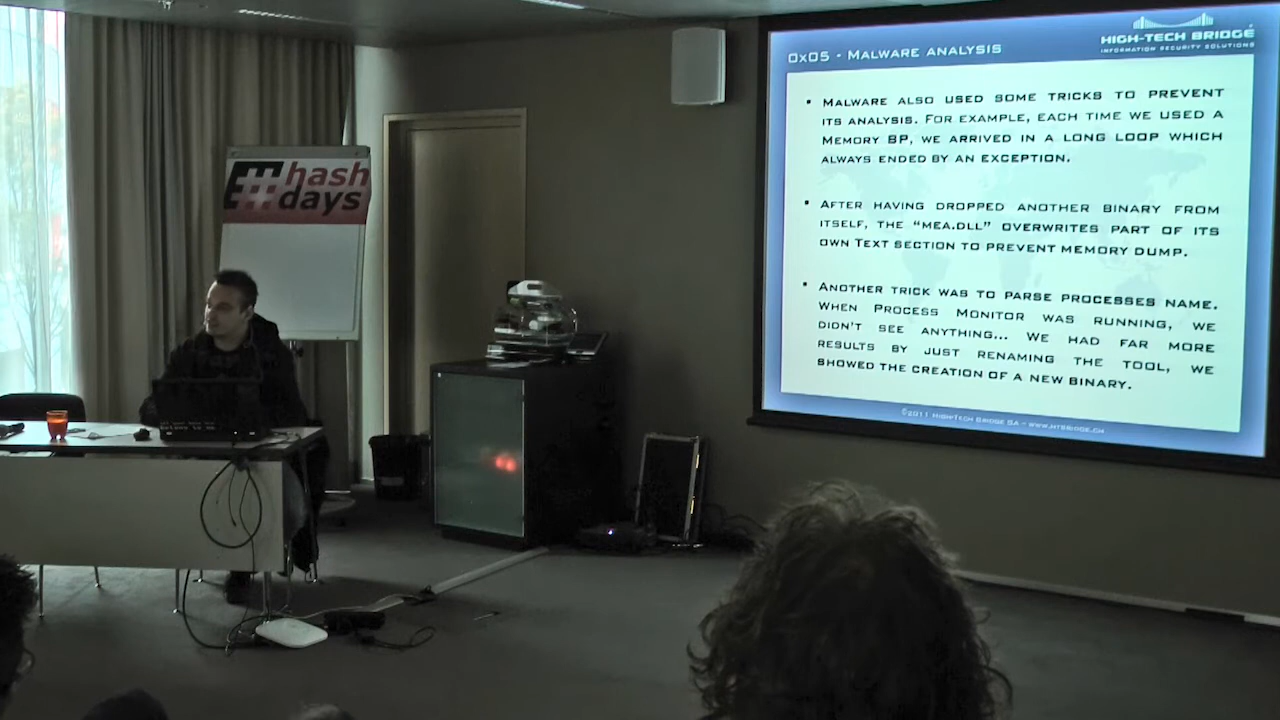 0x05 - Malware analysis
HIGH-TECH BRIDGE
INFORMATION SECURITY SOLUTIONS
• Malware also used some tricks to prevent
its analysis. For example, each time we used a
Memory BP, we arrived in a long loop which
always ended by an exception.
• After having dropped another binary from
itself, the “mea.dll” overwrites part of its
own Text section to prevent memory dump.
• Another trick was to parse processes name.
When Process Monitor was running, we
didn't see anything... We had far more
results by just renaming the tool, we
showed the creation of a new binary.
©2011 High-Tech Bridge SA – www.htbridge.ch
hash
days